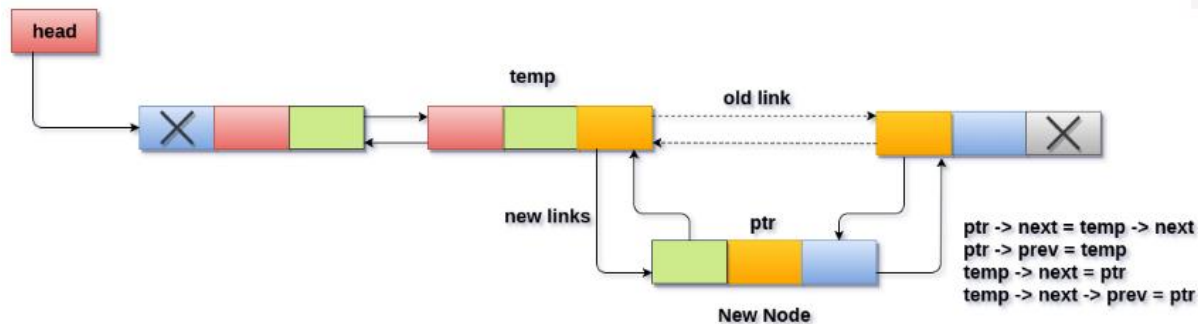 head
temp
old link
new links
ptr
ptr -> next = temp -> next
ptr -> prev = temp
temp -> next = ptr
temp -> next -> prev = ptr
New Node